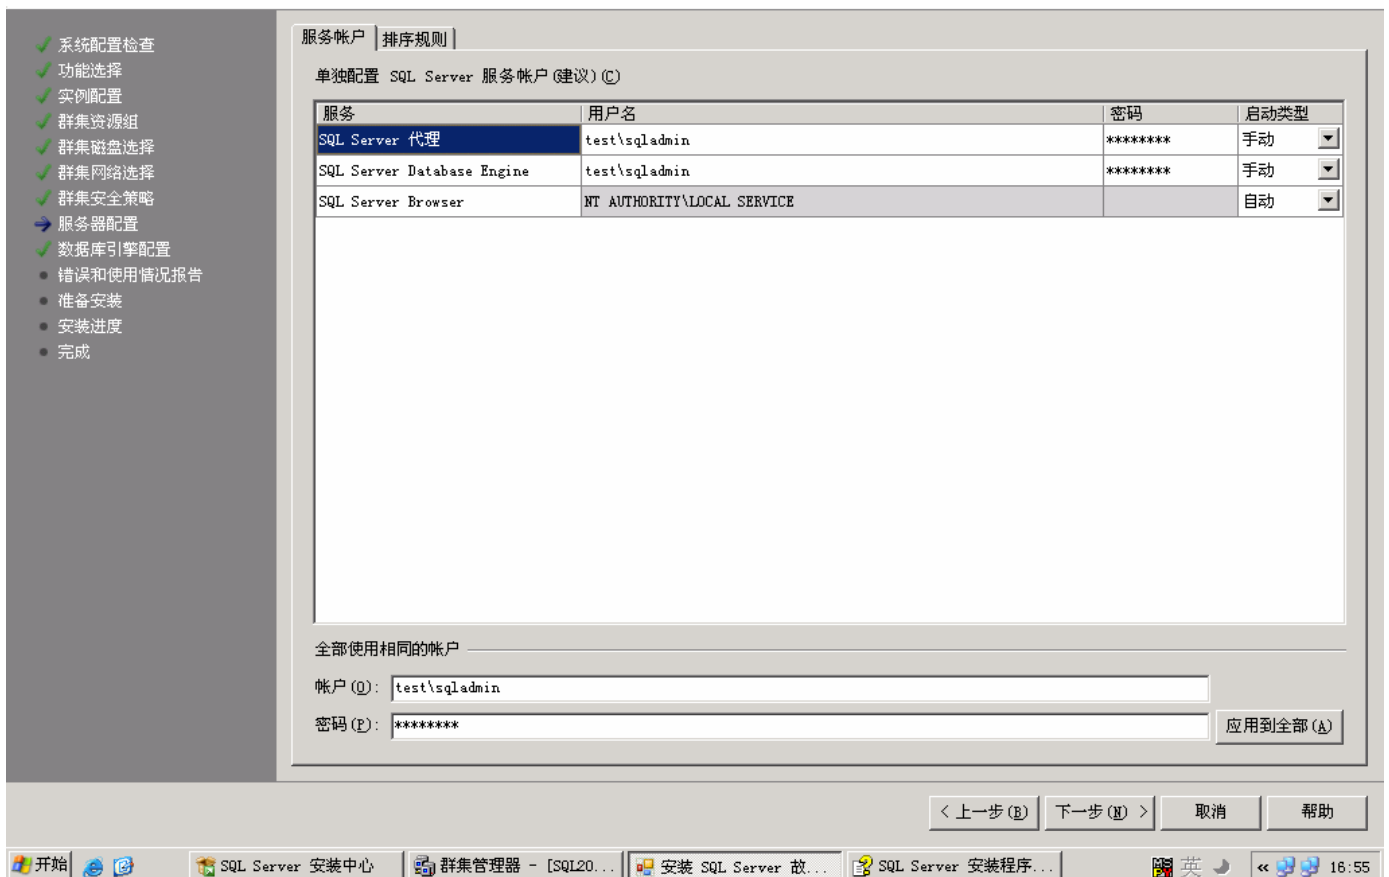 系统配置检查
功能选择
实例配置
群集资源组
群集磁盘选择
群集网络选择
群集安全策略
服务器配置
数据库引擎配置
错误和使用情况报告
准备安装
安装进度
完成
服务帐户 排序规则
单独配置 SQL Server 服务帐户(建议)(C)
服务 用户名 密码 启动类型
SQL Server 代理 test\sqladmin ******** 手动
SQL Server Database Engine test\sqladmin ******** 手动
SQL Server Browser NT AUTHORITY\LOCAL SERVICE 自动
全部使用相同的帐户
帐户(O): test\sqladmin
密码(P): ********
应用到全部(A)
< 上一步(B) 下一步(N) > 取消 帮助
开始 SQL Server 安装中心 群集管理器 - [SQL20... 安装 SQL Server 故... SQL Server 安装程序... 英 « 16:55